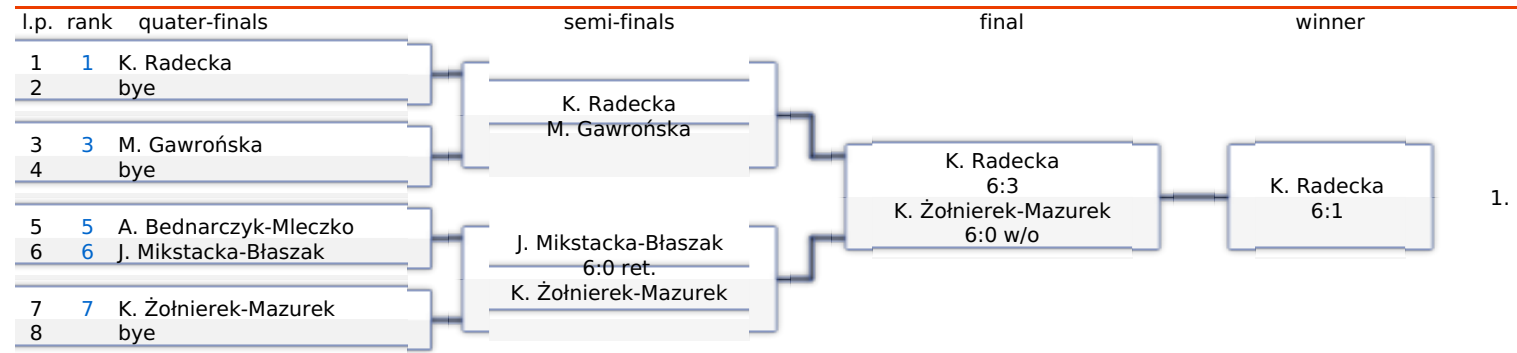 l.p. rank quater-finals semi-finals final winner
1 1 K. Radecka
2 bye
3 3 M. Gawrońska
4 bye
5 5 A. Bednarczyk-Mleczko
6 6 J. Mikstacka-Błaszak
7 7 K. Żołnierek-Mazurek
8 bye
K. Radecka
M. Gawrońska
J. Mikstacka-Błaszak
6:0 ret.
K. Żołnierek-Mazurek
K. Radecka
6:3
K. Żołnierek-Mazurek
6:0 w/o
K. Radecka
6:1
1.